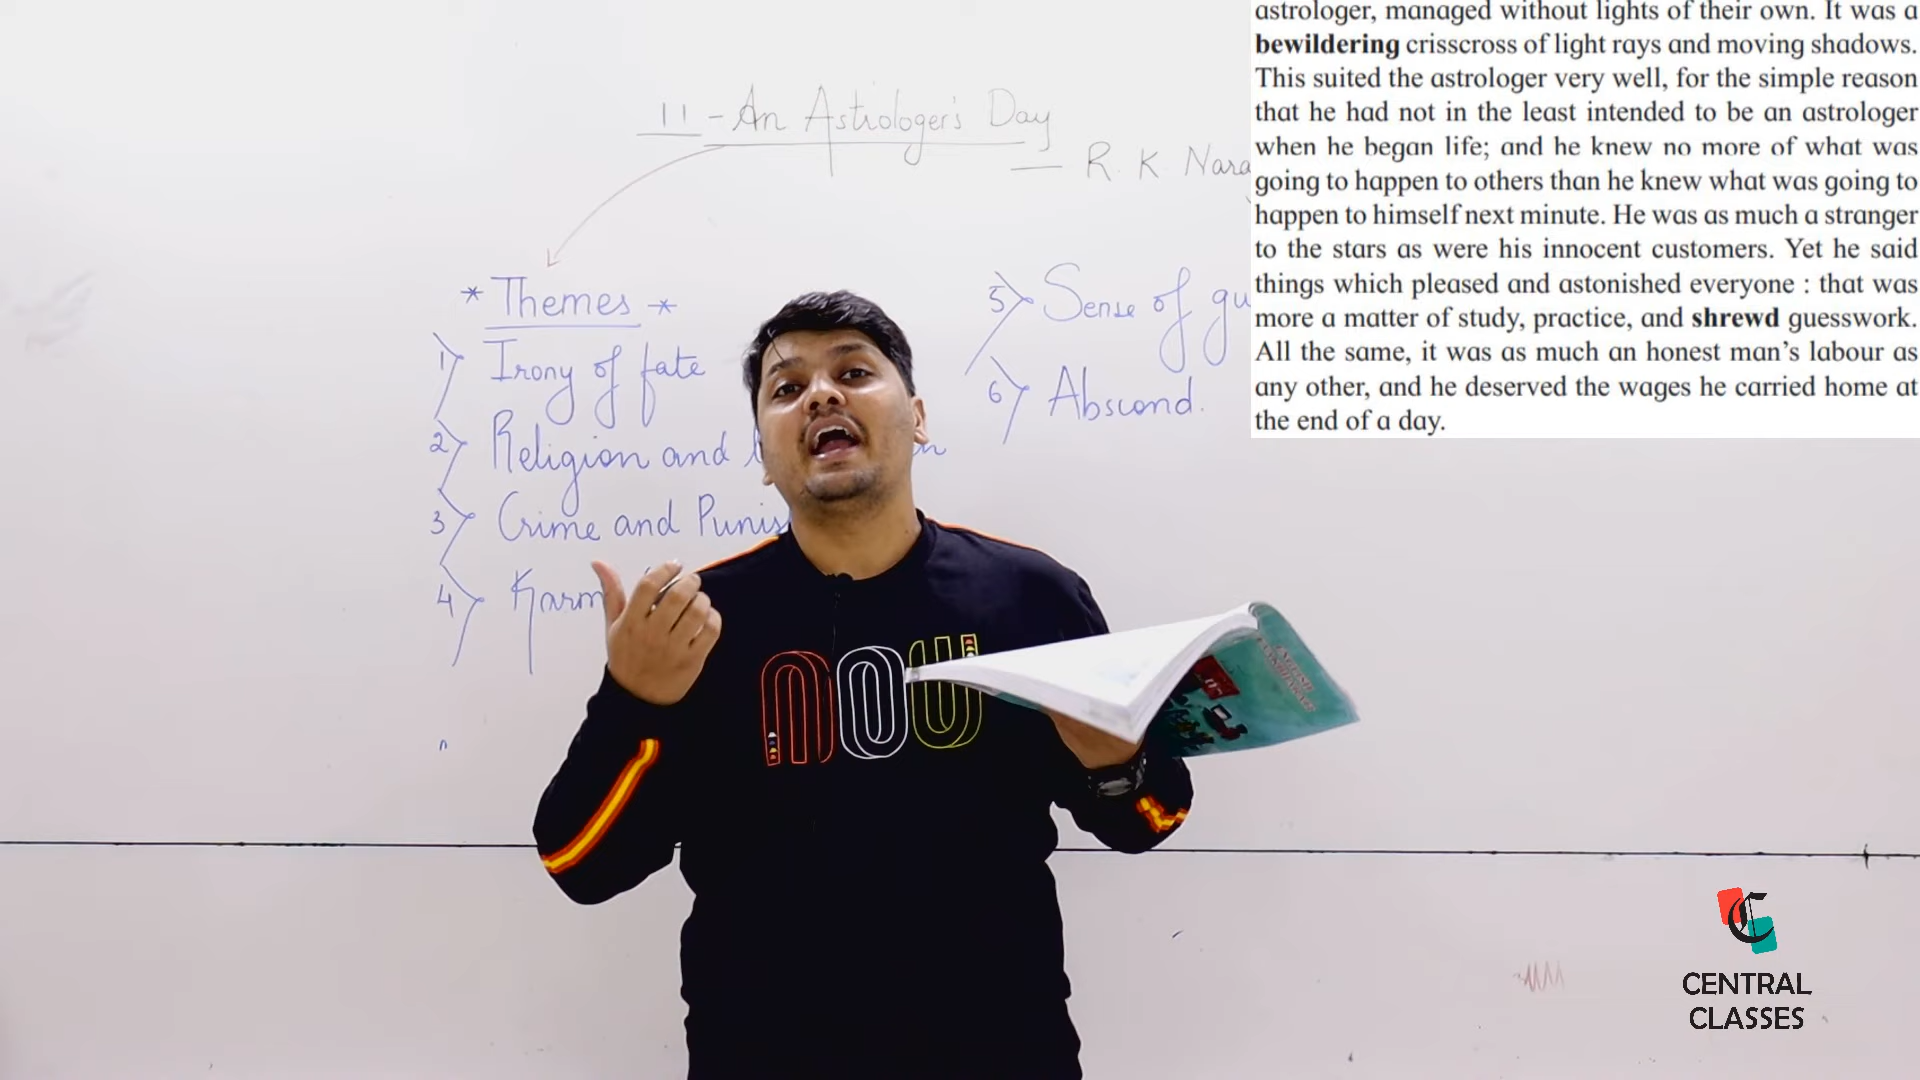 11 - An Astrologer's Day
— R. K.
* Themes *
1) Irony of fate
2) Religion and
3) Crime and
4)
5) Sense of
6) Abscond.
astrologer, managed without lights of their own. It was a
bewildering crisscross of light rays and moving shadows.
This suited the astrologer very well, for the simple reason
that he had not in the least intended to be an astrologer
when he began life; and he knew no more of what was
going to happen to others than he knew what was going to
happen to himself next minute. He was as much a stranger
to the stars as were his innocent customers. Yet he said
things which pleased and astonished everyone : that was
more a matter of study, practice, and shrewd guesswork.
All the same, it was as much an honest man's labour as
any other, and he deserved the wages he carried home at
the end of a day.
NOU
CENTRAL
CLASSES